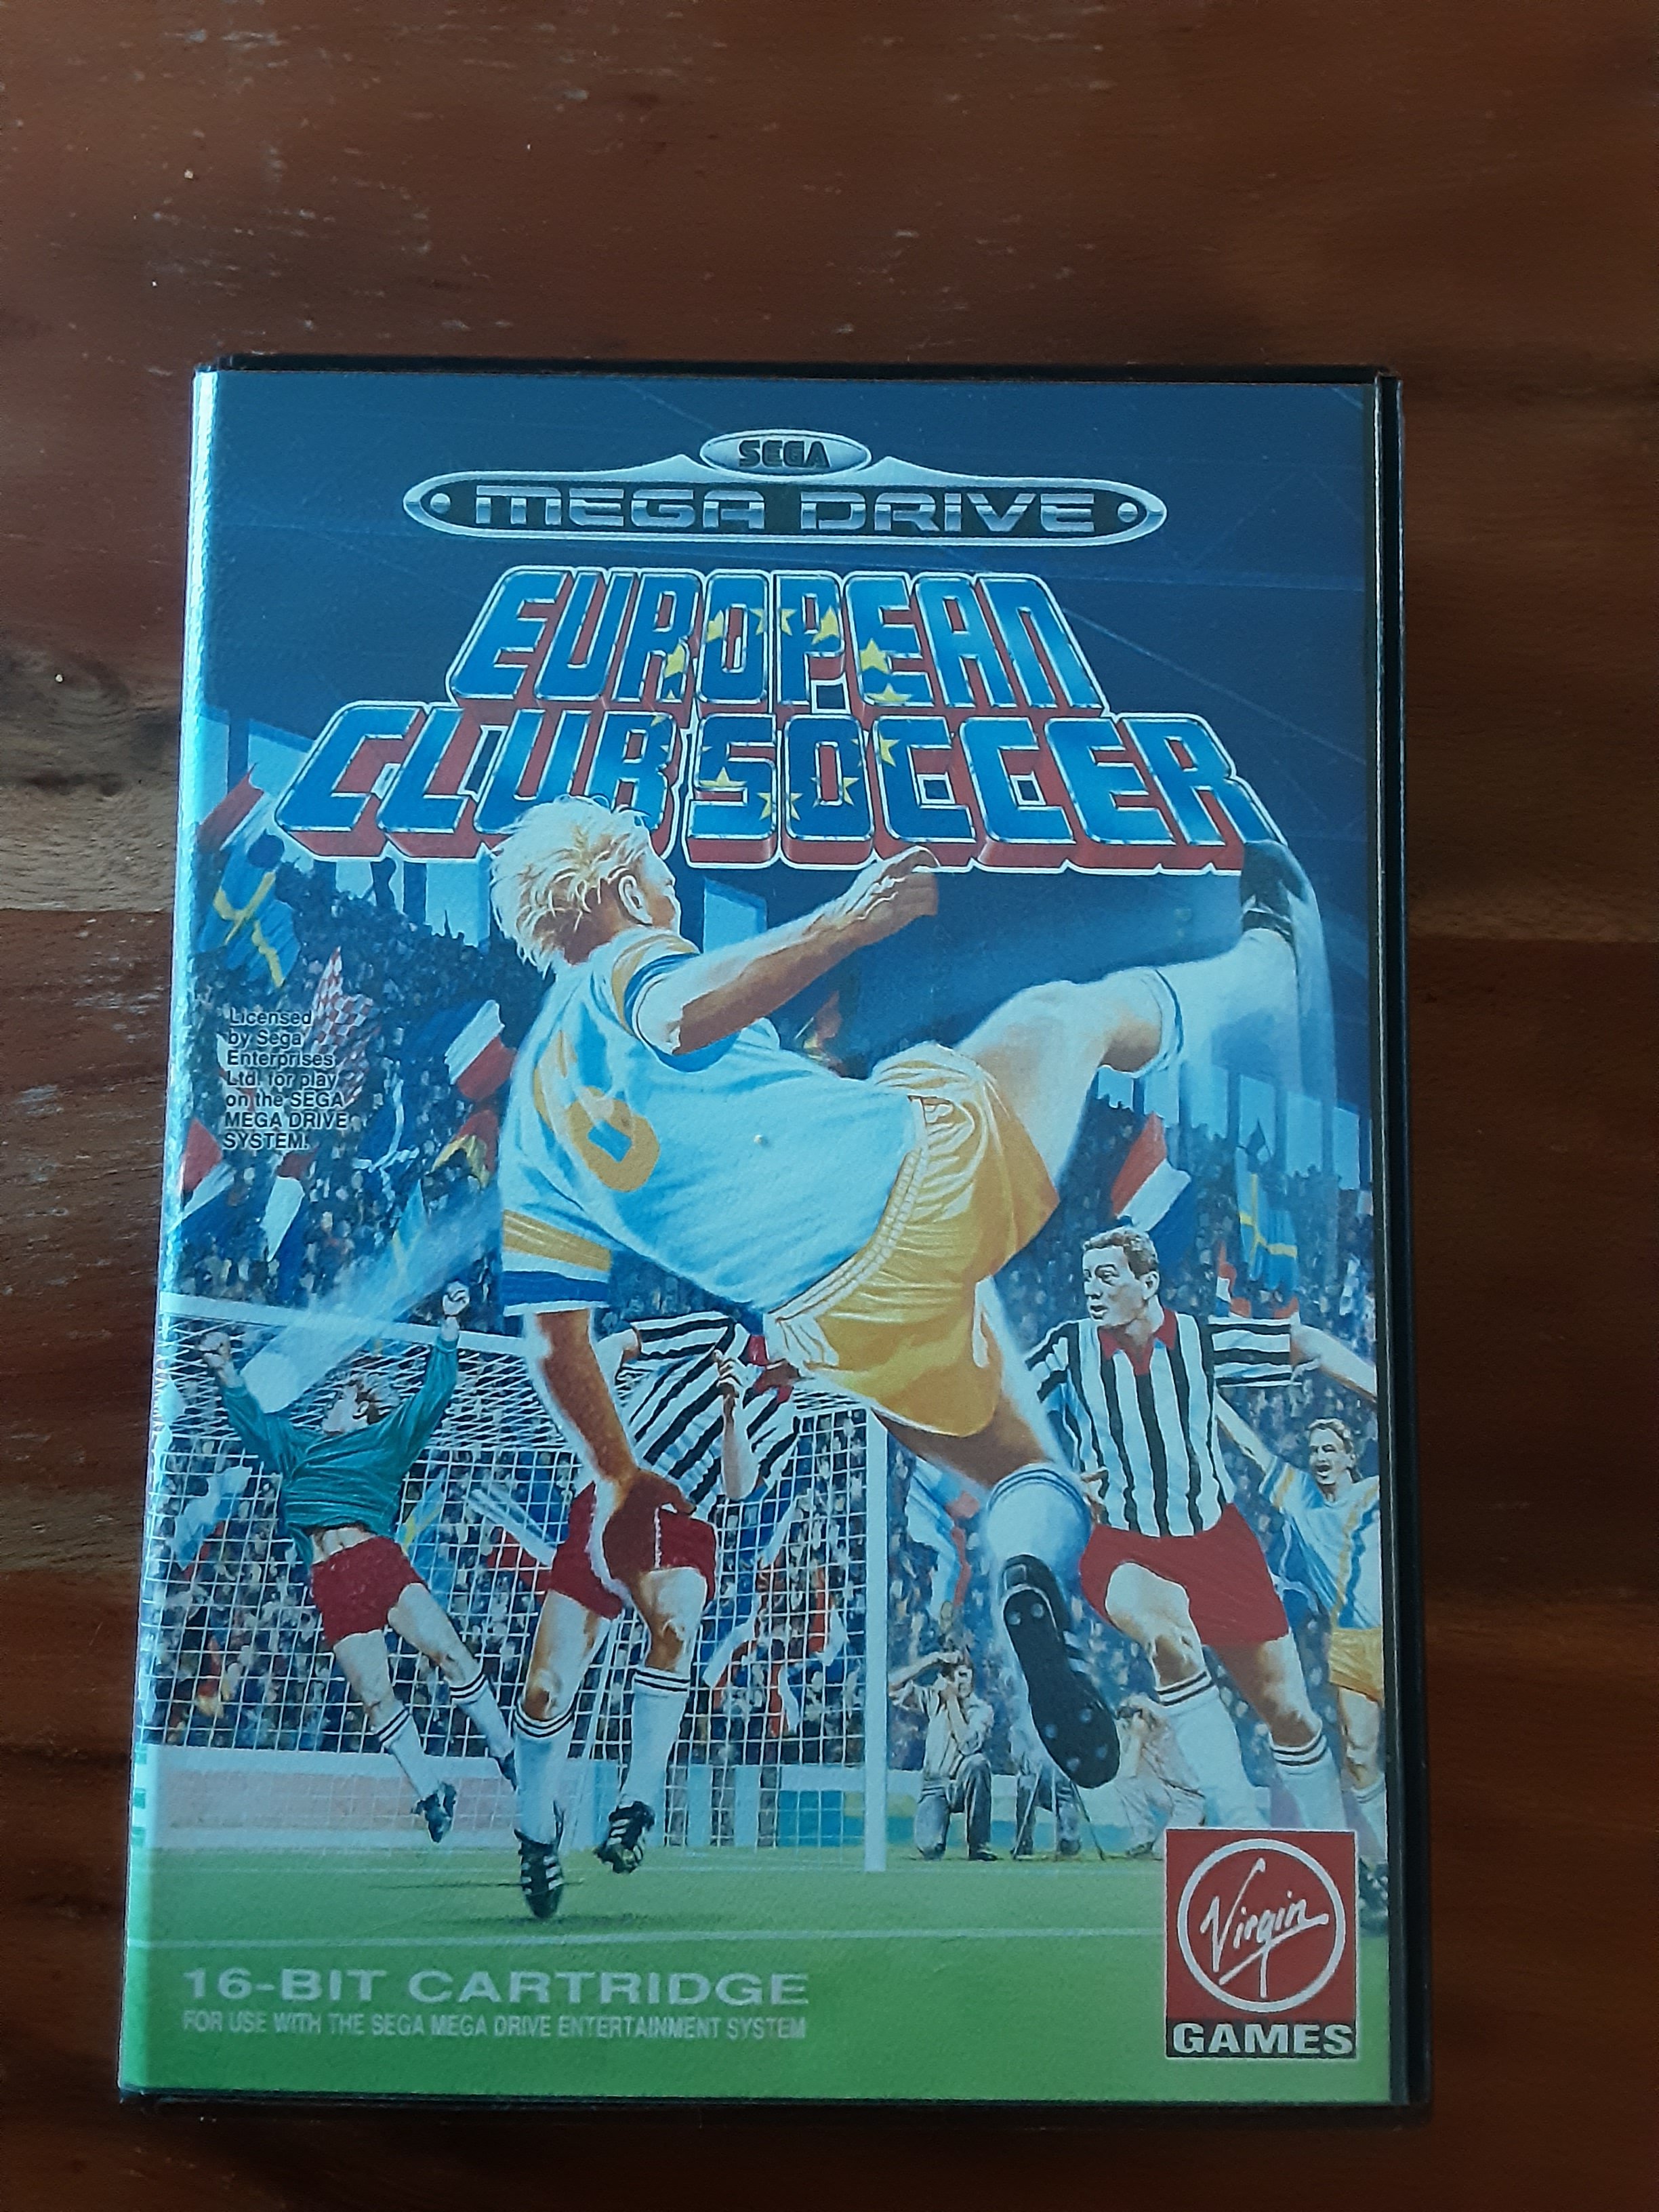 SEGA
MEGA DRIVE
EUROPEAN
CLUB SOCCER
Licensed
by Sega
Enterprises
Ltd. for play
on the SEGA
MEGA DRIVE
SYSTEM.
16-BIT CARTRIDGE
FOR USE WITH THE SEGA MEGA DRIVE ENTERTAINMENT SYSTEM
Virgin
GAMES